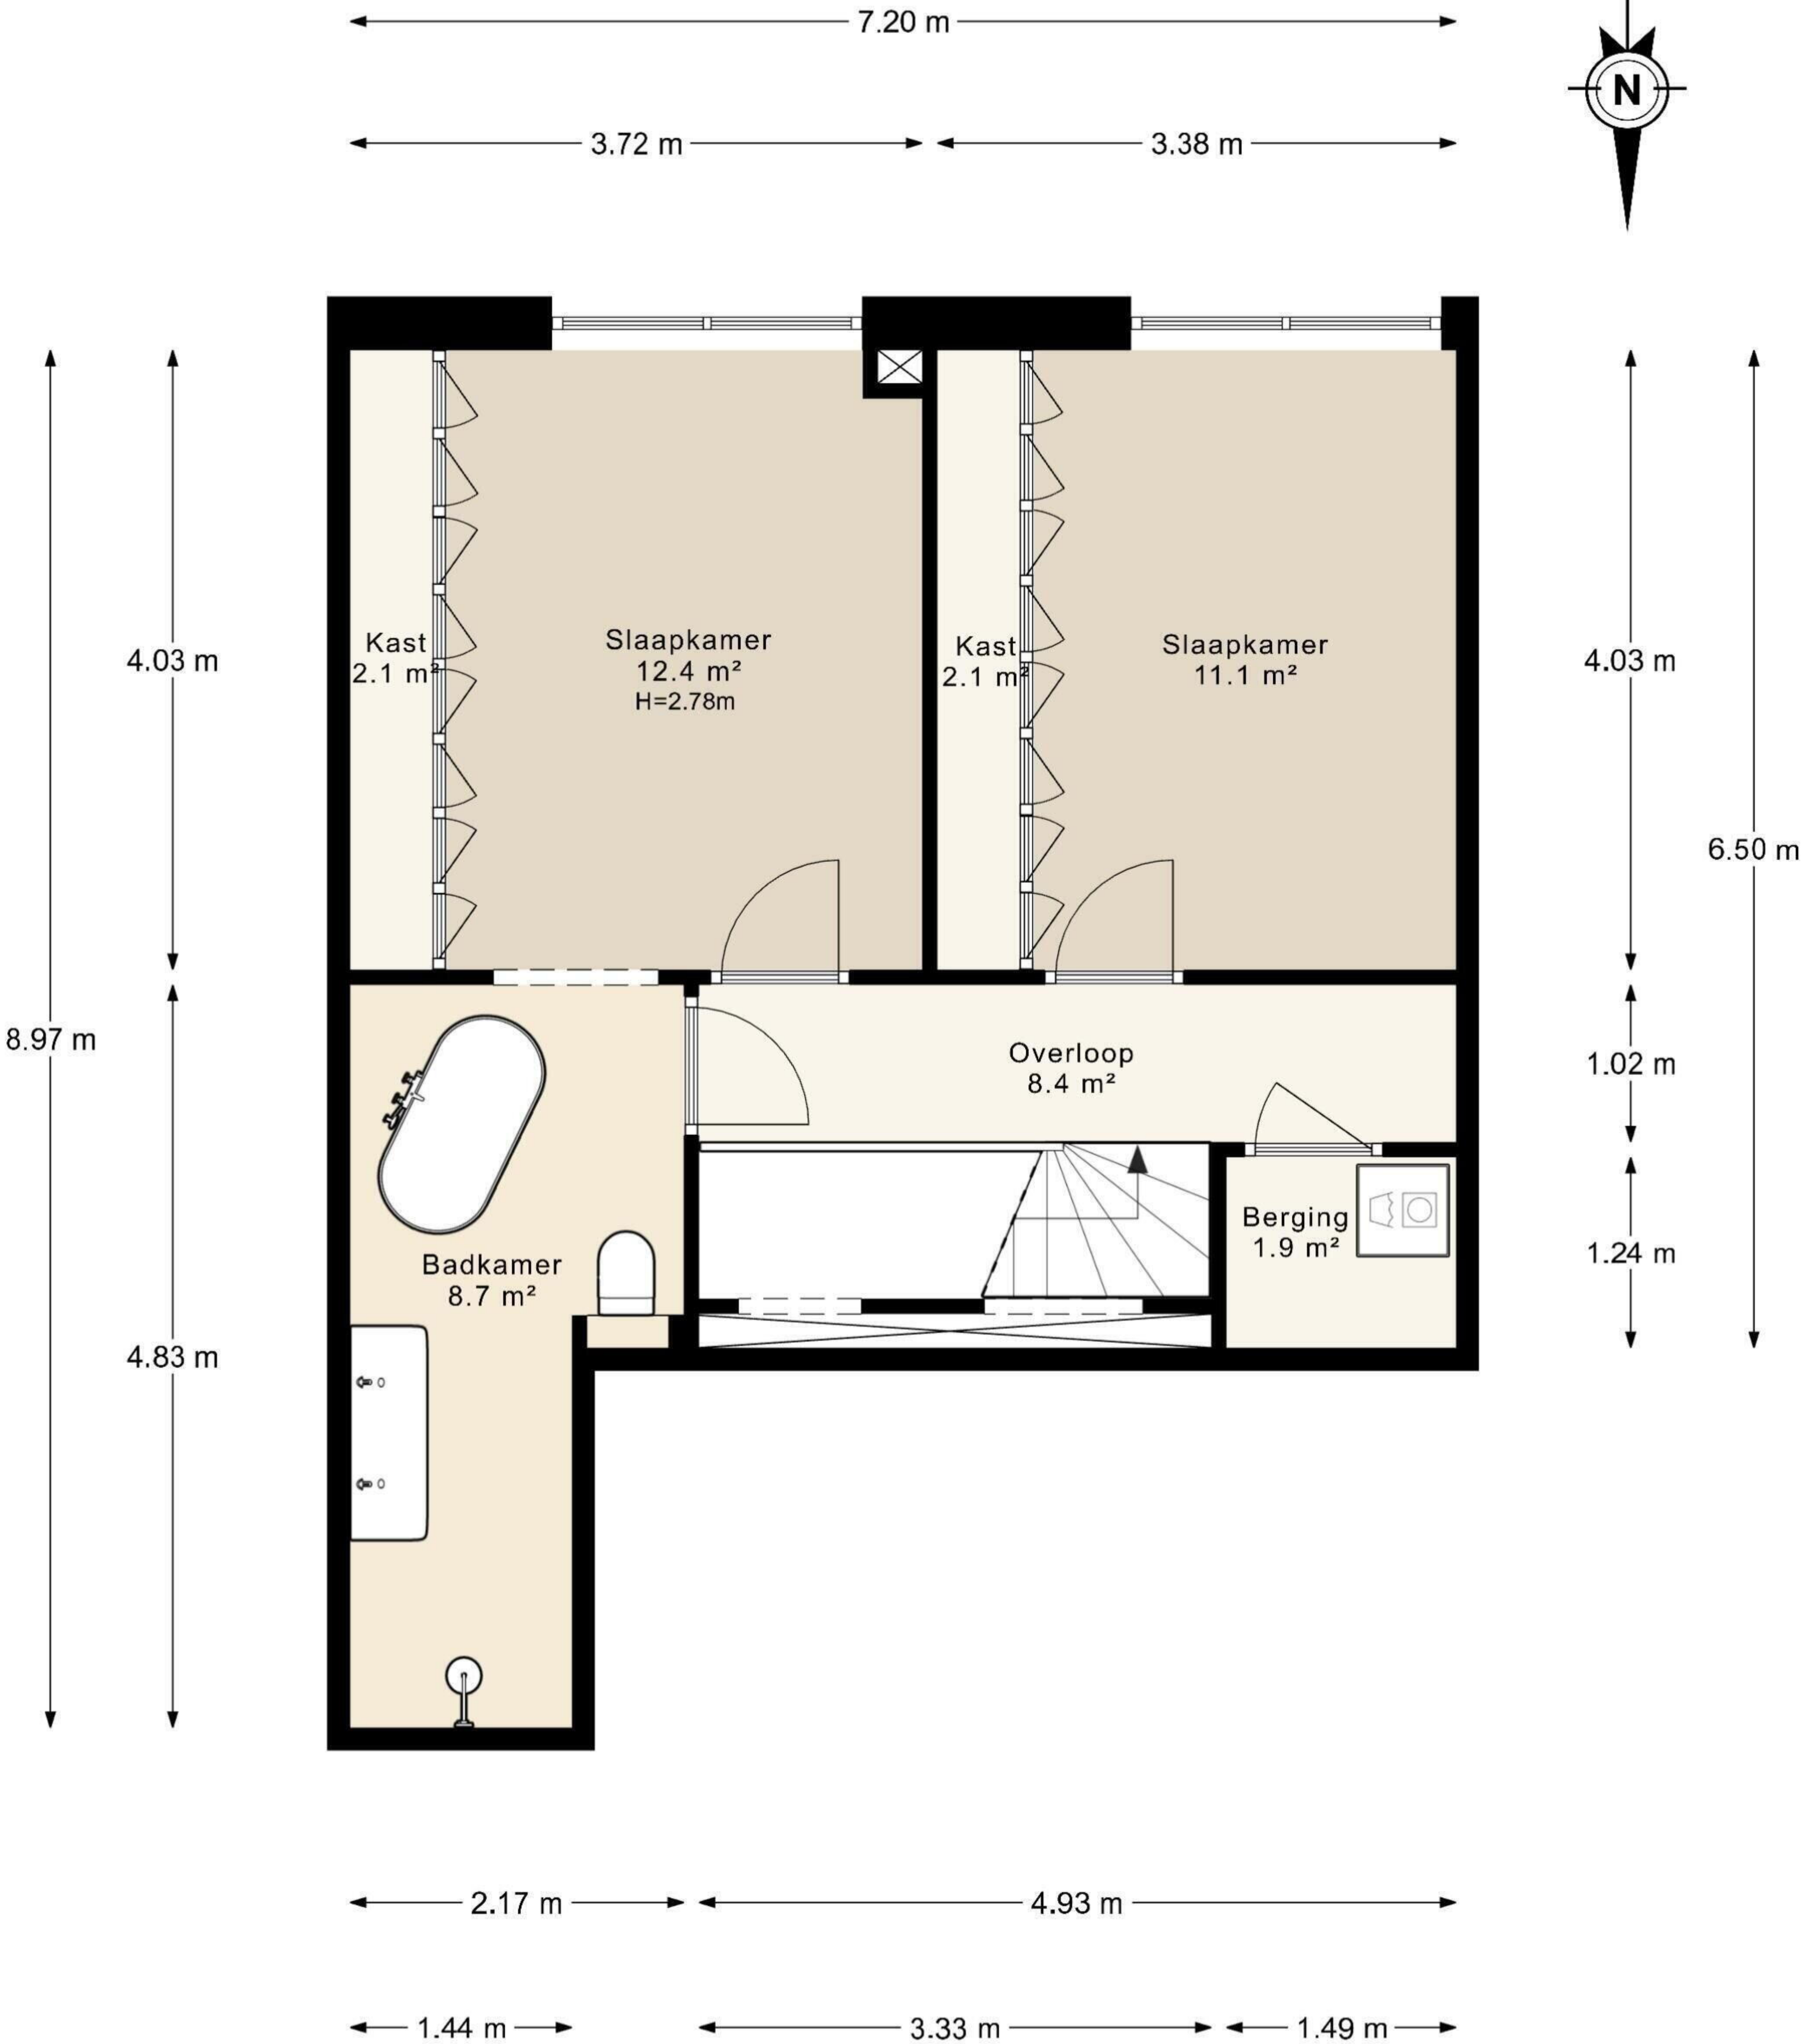 7.20 m
N
3.72 m
3.38 m
Kast
2.1 m²
Slaapkamer
12.4 m²
H=2.78m
Kast
2.1 m²
Slaapkamer
11.1 m²
4.03 m
4.03 m
6.50 m
8.97 m
Overloop
8.4 m²
1.02 m
Berging
1.9 m²
1.24 m
Badkamer
8.7 m²
4.83 m
2.17 m
4.93 m
1.44 m
3.33 m
1.49 m